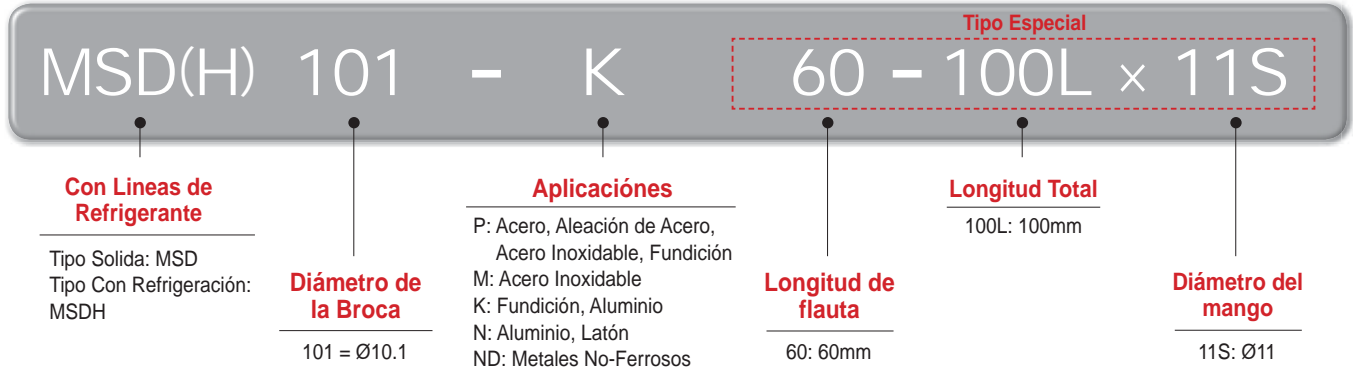 Tipo Especial
MSD(H) 101 - K 60 - 100L × 11S
Con Lineas de
Refrigerante
Tipo Solida: MSD
Tipo Con Refrigeración:
MSDH
Diámetro de
la Broca
101 = Ø10.1
Aplicaciónes
P: Acero, Aleación de Acero,
Acero Inoxidable, Fundición
M: Acero Inoxidable
K: Fundición, Aluminio
N: Aluminio, Latón
ND: Metales No-Ferrosos
Longitud de
flauta
60: 60mm
Longitud Total
100L: 100mm
Diámetro del
mango
11S: Ø11